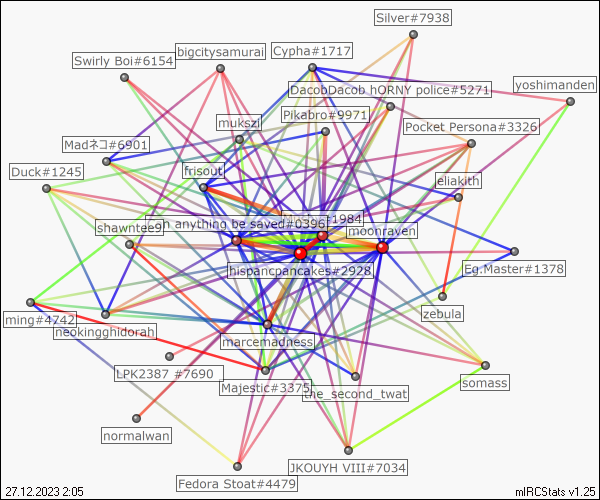 Silver#7938
bigcitysamurai
Cypha#1717
Swirly Boi#6154
DacobDacob hORNY police#5271
yoshimanden
Pikabro#9971
mukszi
Pocket Persona#3326
Madネコ#6901
frisout
Duck#1245
eliakith
anything be saved#0396
1984
shawntee9l
moonraven
hispancpancakes#2928
Eg.Master#1378
zebula
ming#4742
neokingghidorah
marcemadness
LPK2387 #7690
Majestic#3375
the_second_twat
somass
normalwan
JKOUYH VIII#7034
Fedora Stoat#4479
27.12.2023 2:05
mIRCStats v1.25